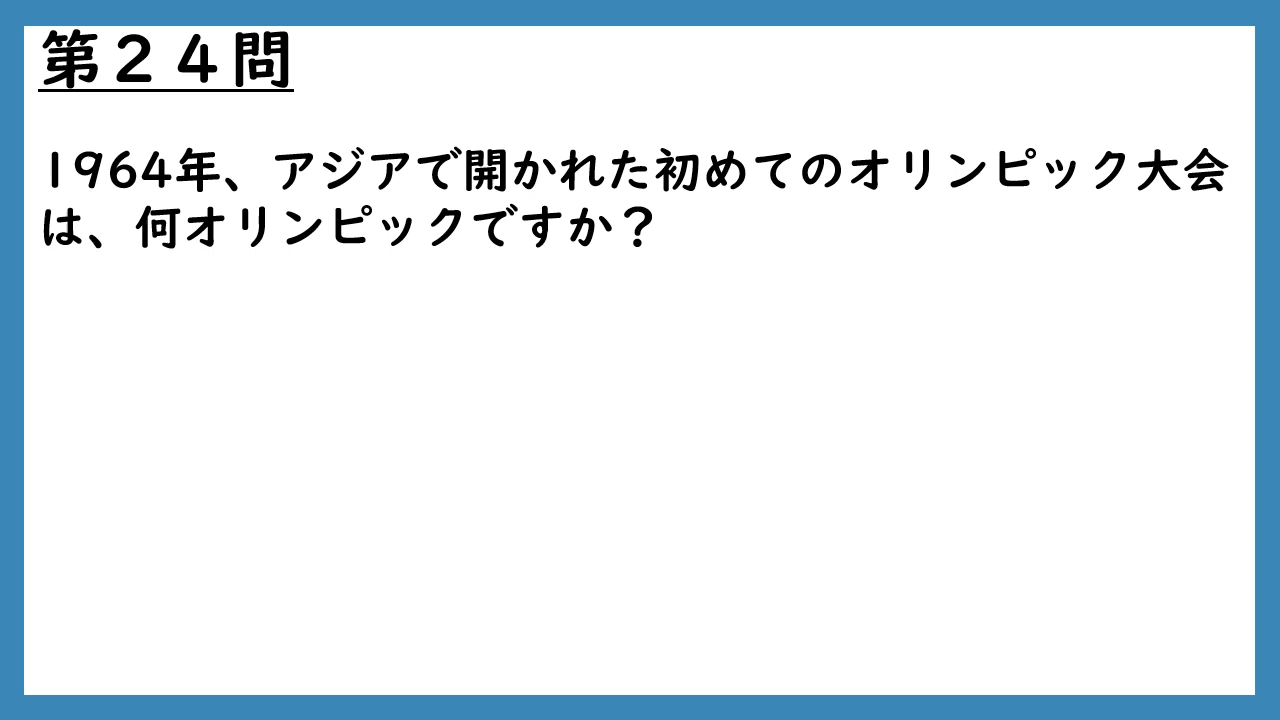 第２４問
1964年、アジアで開かれた初めてのオリンピック大会
は、何オリンピックですか？